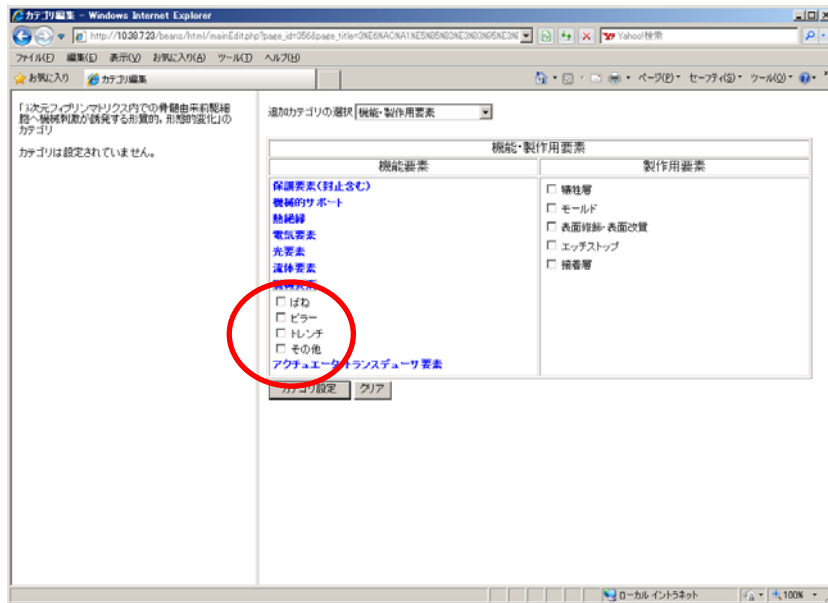 カテゴリ編集 - Windows Internet Explorer
Yahoo!検索
ファイル(F) 編集(E) 表示(V) お気に入り(A) ツール(T) ヘルプ(H)
お気に入り カテゴリ編集 ページ(P) セーフティ(S) ツール(O)
「3次元フィブリンマトリクス内での骨髄由来前駆細
胞へ機械刺激が誘発する形質的，形態的変化」の
カテゴリ
カテゴリは設定されていません。
追加カテゴリの選択 機能・製作用要素
機能・製作用要素
機能要素 製作用要素
保護要素(封止含む)
機械的サポート
熱絶縁
電気要素
光要素
流体要素
機械要素
ばね
ピラー
トレンチ
その他
アクチュエータ・トランスデューサ要素
犠牲層
モールド
表面修飾・表面改質
エッチストップ
接着層
カテゴリ設定 クリア
ローカル イントラネット 100%